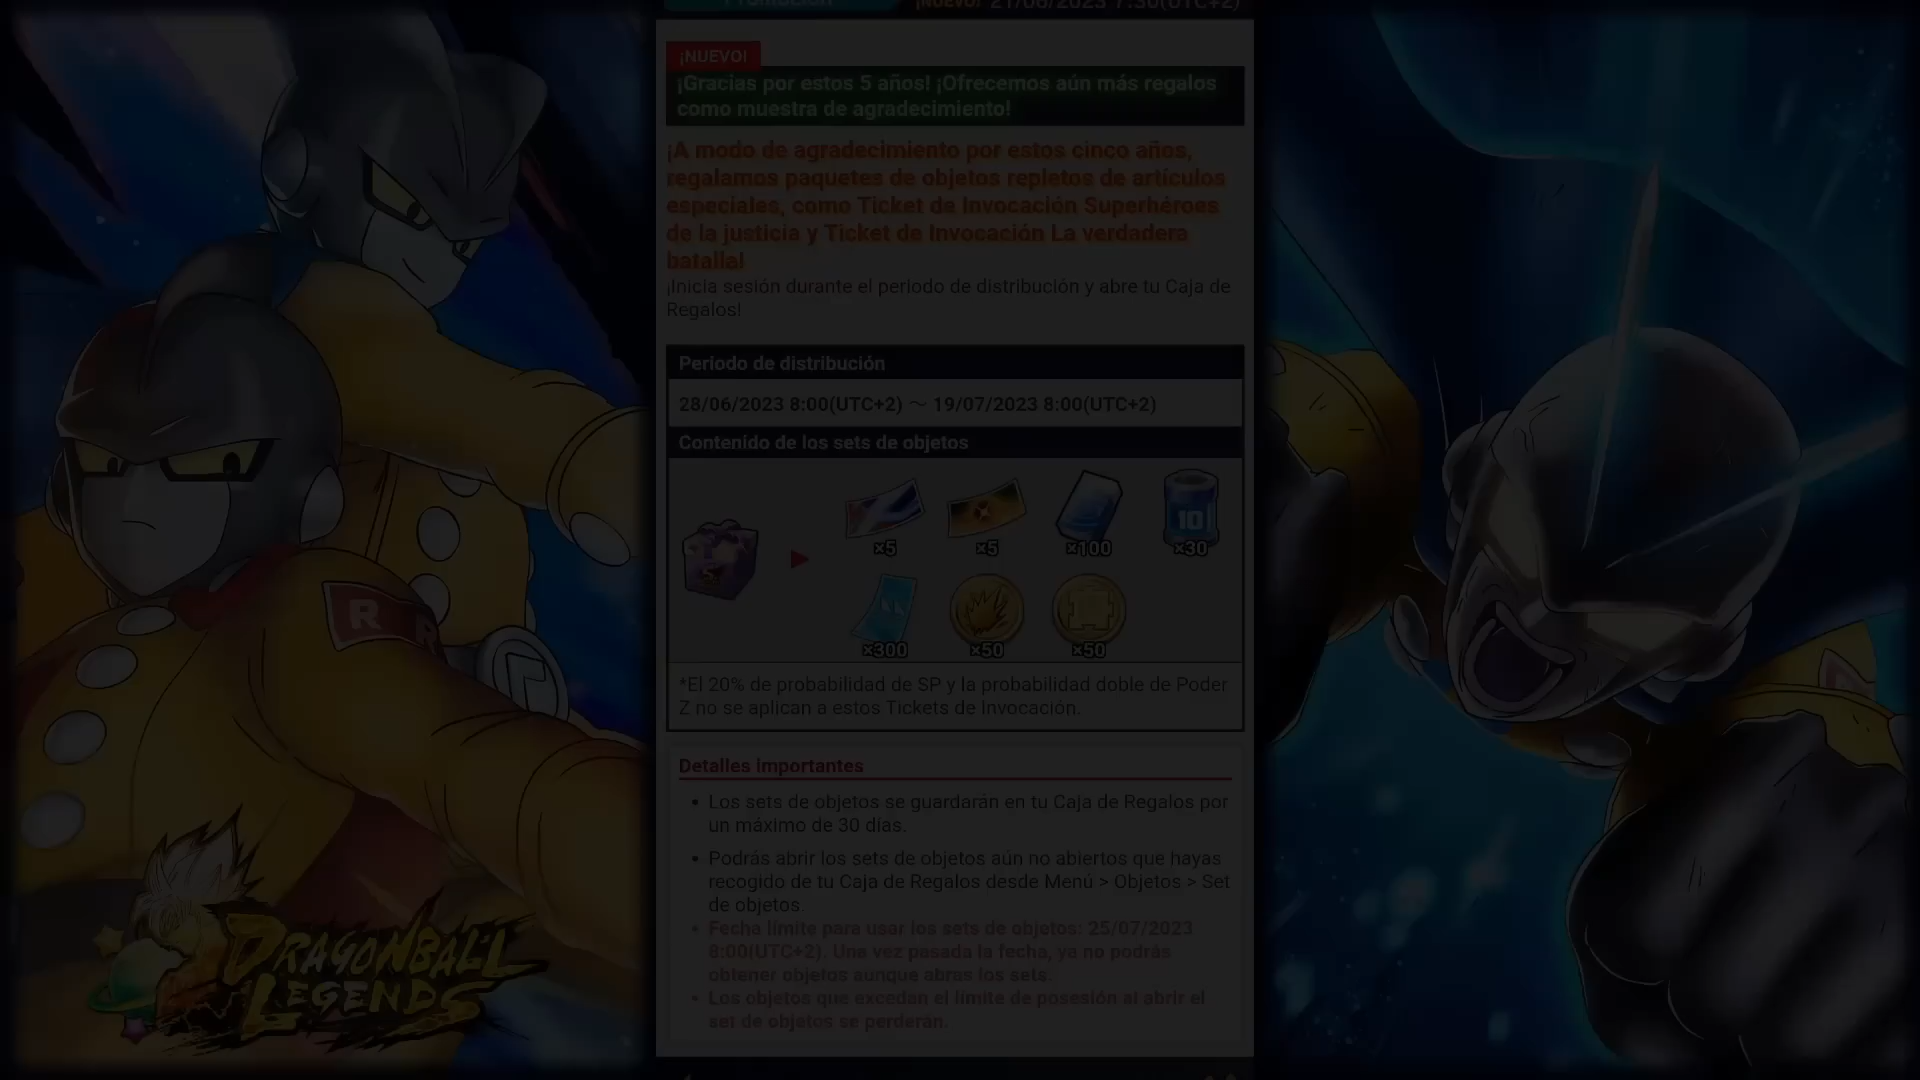 ¡NUEVO! 21/06/2023 7:30(UTC+2)
¡NUEVO!
¡Gracias por estos 5 años! ¡Ofrecemos aún más regalos
como muestra de agradecimiento!
¡A modo de agradecimiento por estos cinco años,
regalamos paquetes de objetos repletos de artículos
especiales, como Ticket de Invocación Superhéroes
de la justicia y Ticket de Invocación La verdadera
batalla!
¡Inicia sesión durante el periodo de distribución y abre tu Caja de
Regalos!
Periodo de distribución
28/06/2023 8:00(UTC+2) ～ 19/07/2023 8:00(UTC+2)
Contenido de los sets de objetos
10
×5 ×5 ×100 ×30
×300 ×50 ×50
*El 20% de probabilidad de SP y la probabilidad doble de Poder
Z no se aplican a estos Tickets de Invocación.
Detalles importantes
• Los sets de objetos se guardarán en tu Caja de Regalos por
un máximo de 30 días.
• Podrás abrir los sets de objetos aún no abiertos que hayas
recogido de tu Caja de Regalos desde Menú > Objetos > Set
de objetos.
• Fecha límite para usar los sets de objetos: 25/07/2023
8:00(UTC+2). Una vez pasada la fecha, ya no podrás
obtener objetos aunque abras los sets.
• Los objetos que excedan el límite de posesión al abrir el
set de objetos se perderán.
R R
DRAGONBALL
LEGENDS